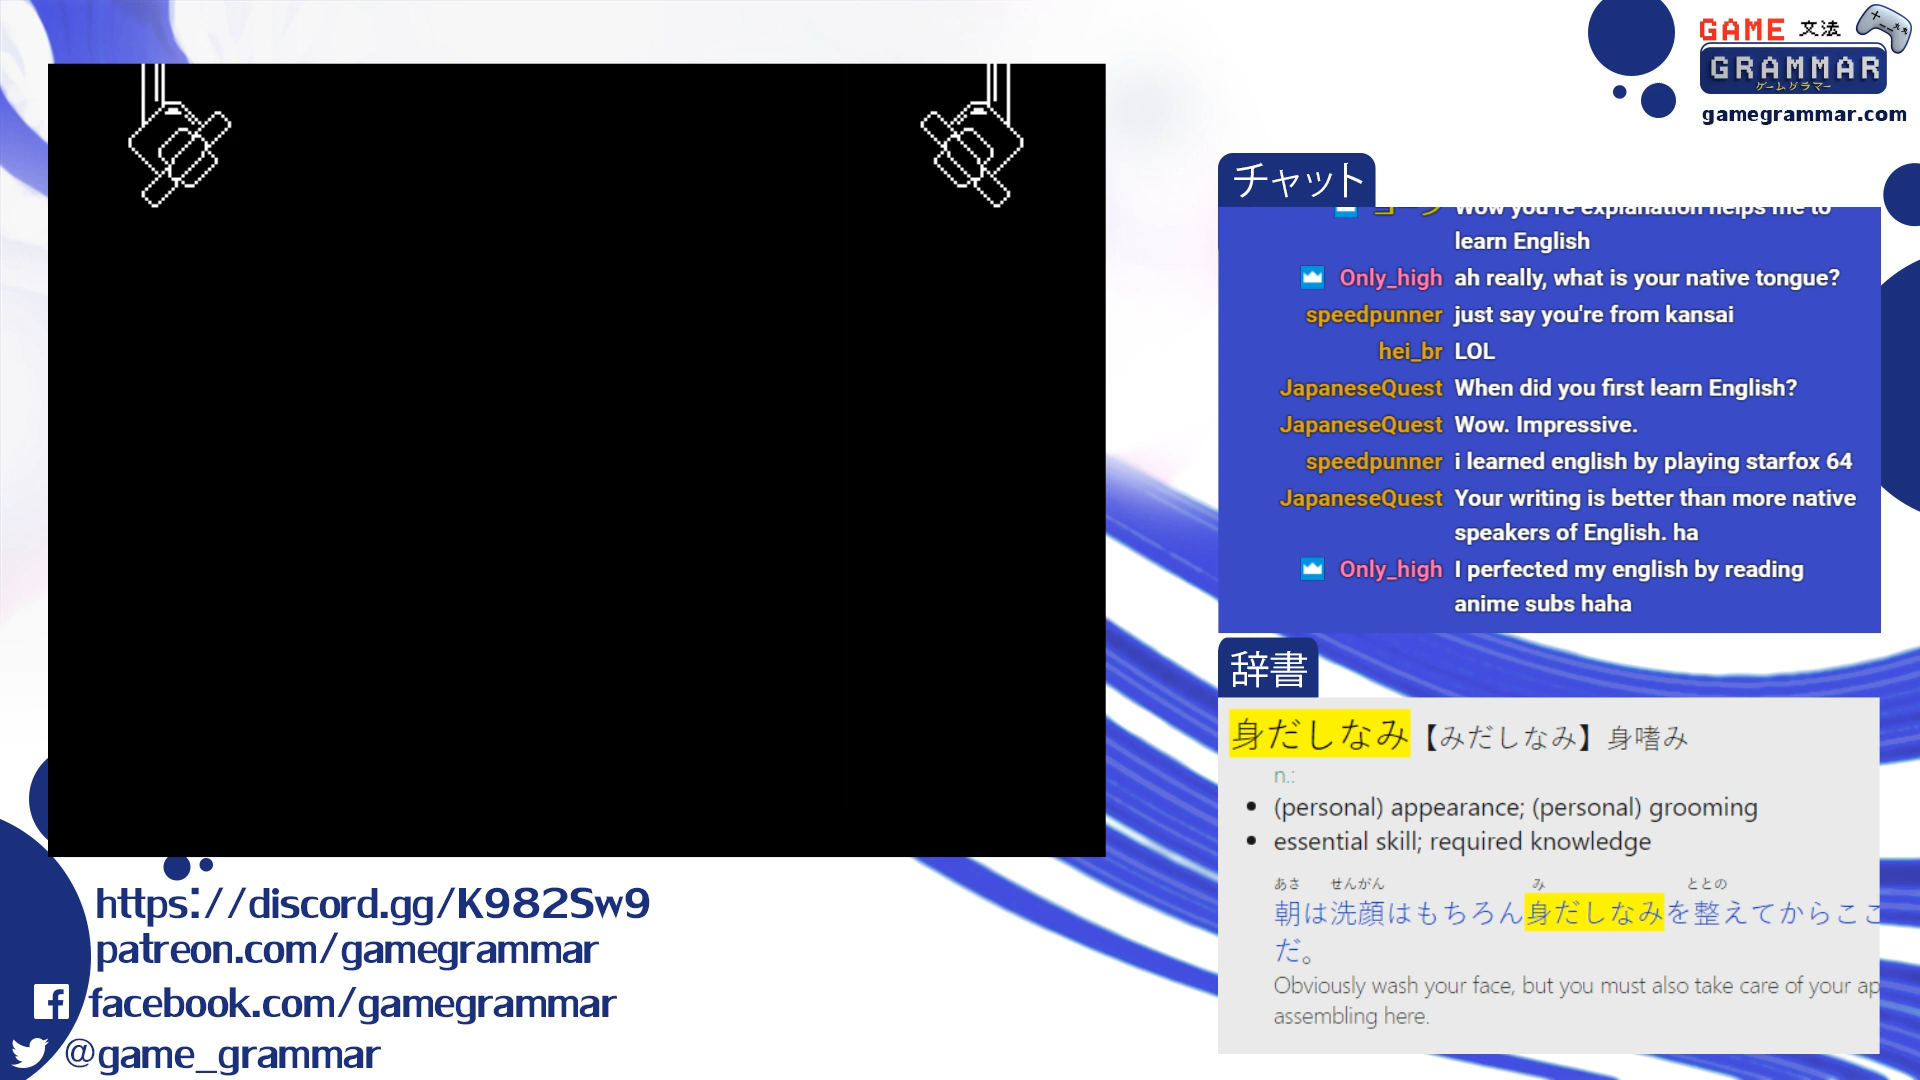 GAME 文法
GRAMMAR
ゲームグラマー
gamegrammar.com
チャット
Wow you're explanation helps me to
learn English
Only_high ah really, what is your native tongue?
speedpunner just say you're from kansai
hei_br LOL
JapaneseQuest When did you first learn English?
JapaneseQuest Wow. Impressive.
speedpunner i learned english by playing starfox 64
JapaneseQuest Your writing is better than more native
speakers of English. ha
Only_high I perfected my english by reading
anime subs haha
辞書
身だしなみ【みだしなみ】身嗜み
n.:
• (personal) appearance; (personal) grooming
• essential skill; required knowledge
あさ せんがん み ととの
朝は洗顔はもちろん身だしなみを整えてからここ
だ。
Obviously wash your face, but you must also take care of your ap
assembling here.
https://discord.gg/K982Sw9
patreon.com/gamegrammar
facebook.com/gamegrammar
@game_grammar